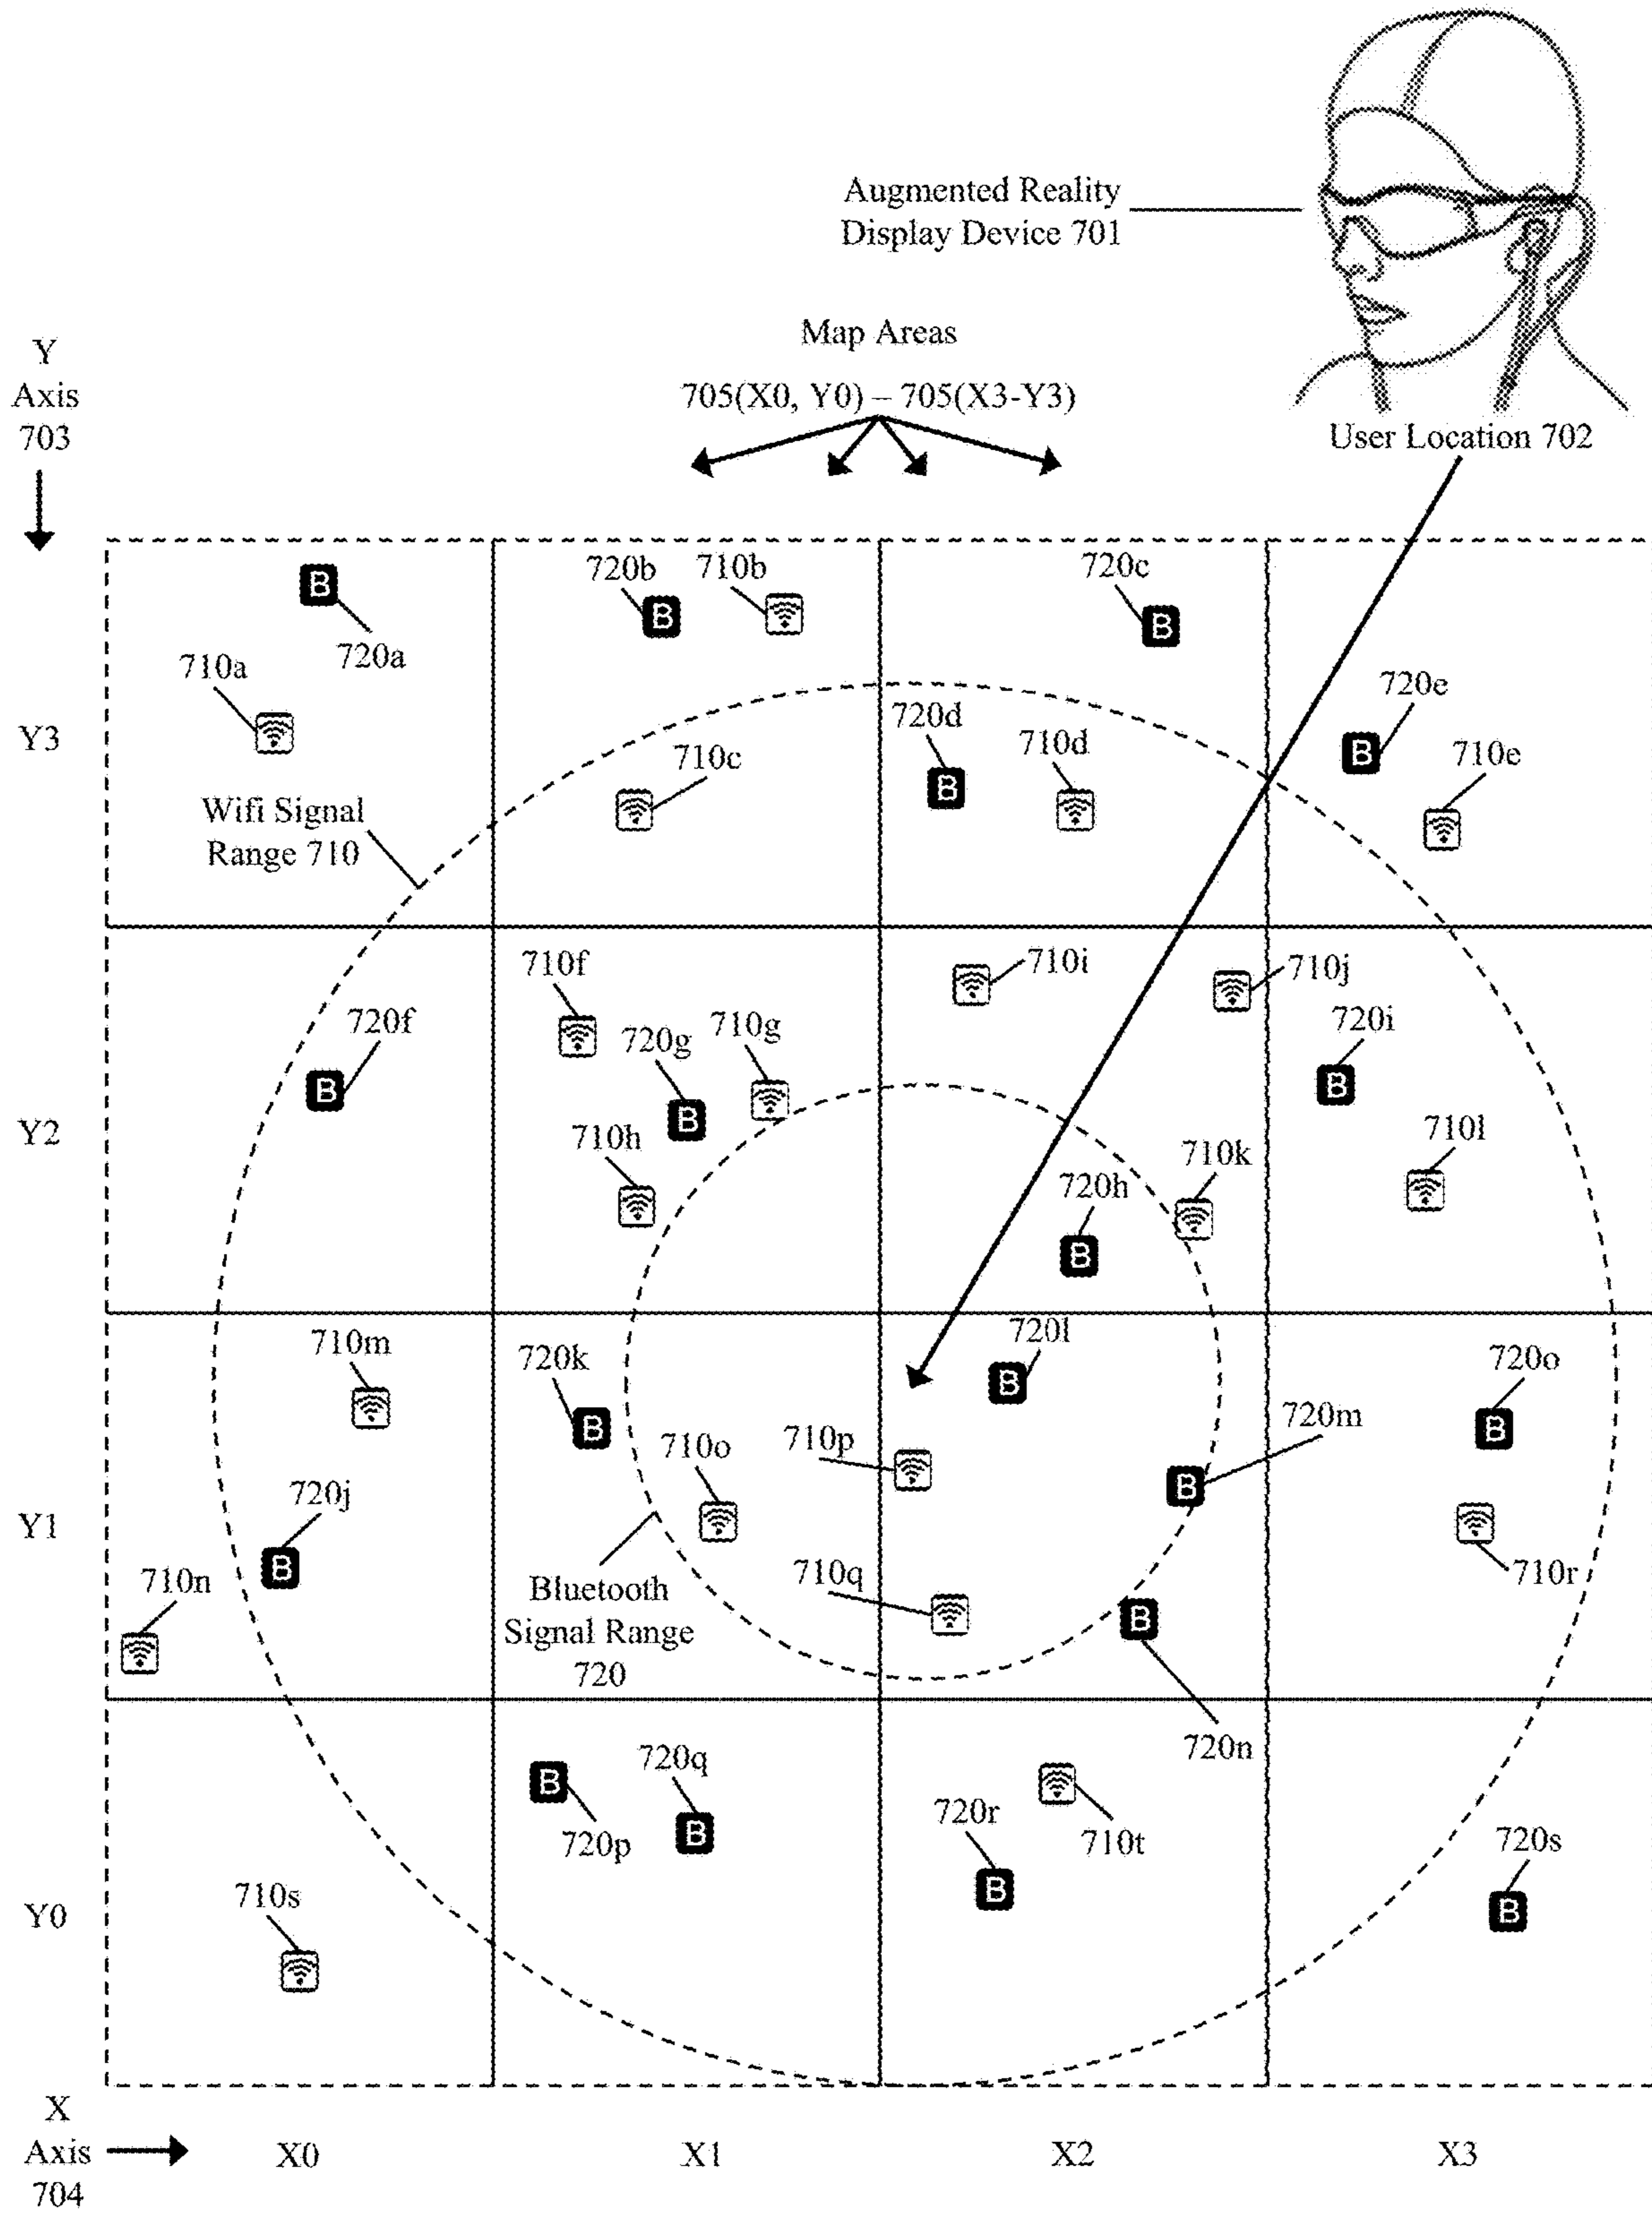 Augmented Reality
Display Device 701
Map Areas
705(X0, Y0) – 705(X3-Y3)
User Location 702
Y
Axis
703
720b
710b
720c
B
B
B
B
720a
710a
720e
720d
Y3
710c
710d
710e
B
B
Wifi Signal
Range 710
710f
710i
710j
720f
720g
710g
720i
B
B
B
Y2
710h
710k
710l
720h
B
710m
720k
720l
720o
B
B
B
710o
710p
720m
B
720j
Y1
B
710n
Bluetooth
Signal Range
720
710q
710r
B
720n
720q
B
720p
B
720r
710t
720s
710s
Y0
B
B
X
Axis
704
X0
X1
X2
X3